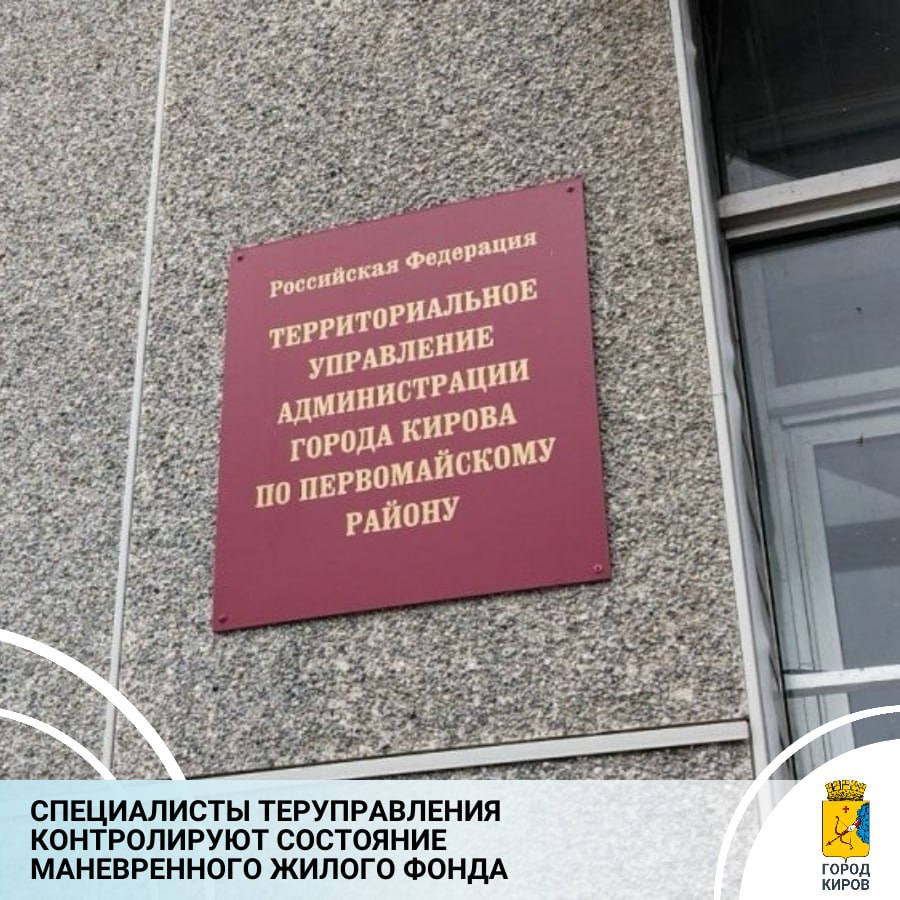 Российская Федерация
ТЕРРИТОРИАЛЬНОЕ
УПРАВЛЕНИЕ
АДМИНИСТРАЦИИ
ГОРОДА КИРОВА
ПО ПЕРВОМАЙСКОМУ
РАЙОНУ
СПЕЦИАЛИСТЫ ТЕРУПРАВЛЕНИЯ
КОНТРОЛИРУЮТ СОСТОЯНИЕ
МАНЕВРЕННОГО ЖИЛОГО ФОНДА
ГОРОД
КИРОВ